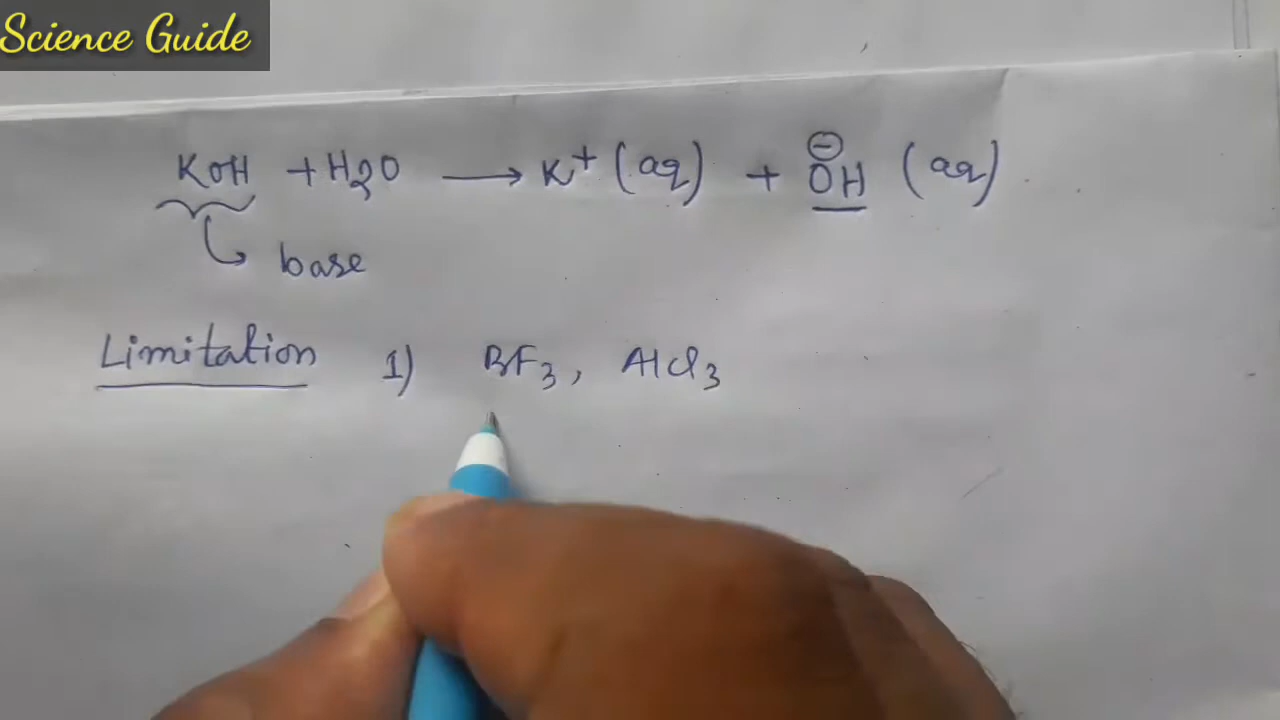 Science Guide
KOH + H2O ⟶ K+ (aq) + ⊖OH (aq)
base
Limitation 1) BF3, AlCl3